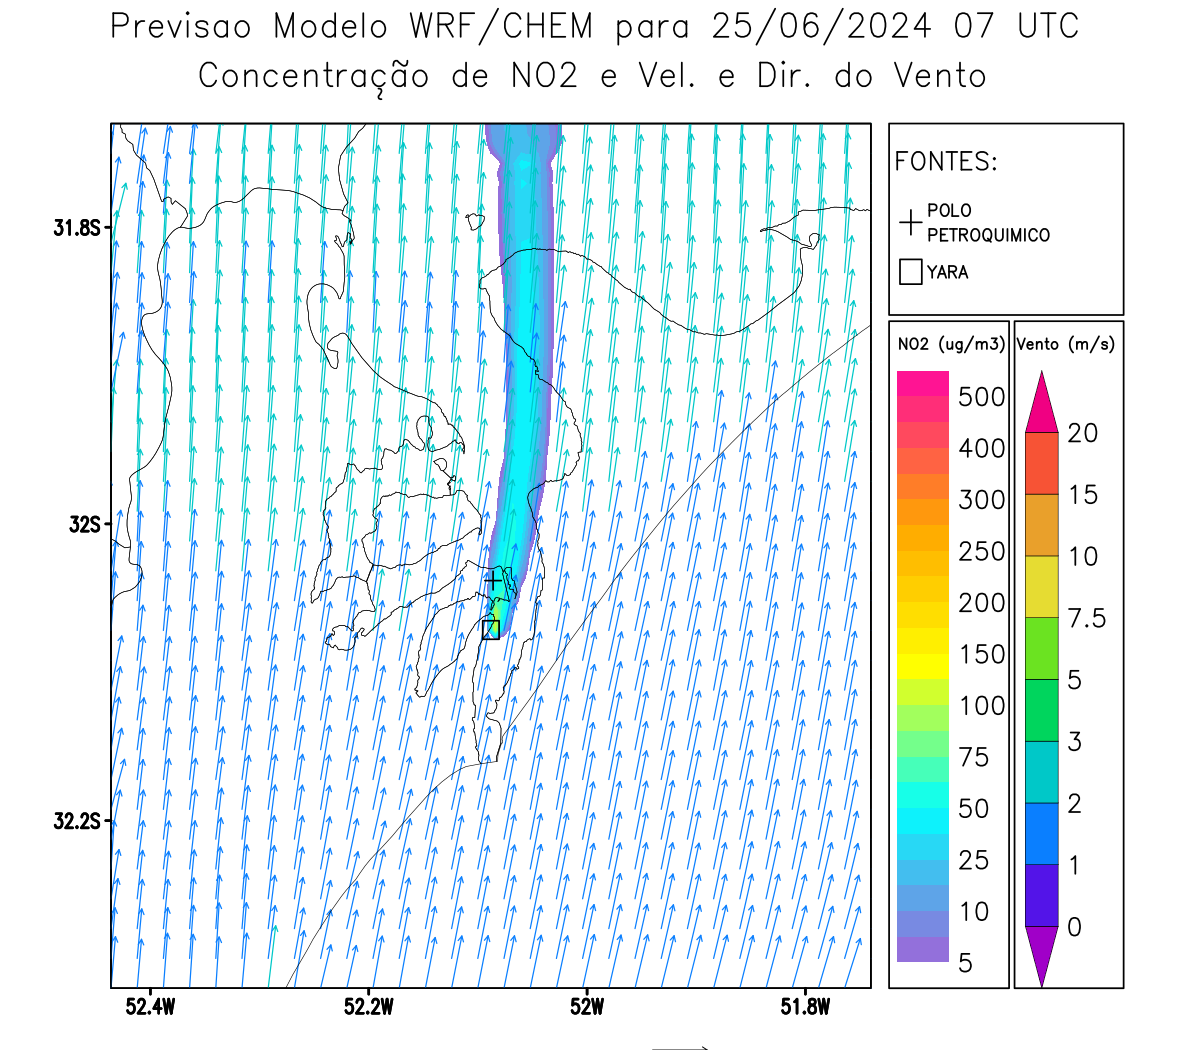 Previsao Modelo WRF/CHEM para 25/06/2024 07 UTC
Concentração de NO2 e Vel. e Dir. do Vento
FONTES:
POLO
PETROQUIMICO
YARA
31.8S
32S
32.2S
52.4W
52.2W
52W
51.8W
NO2 (ug/m3)
500
400
300
250
200
150
100
75
50
25
10
5
Vento (m/s)
20
15
10
7.5
5
3
2
1
0